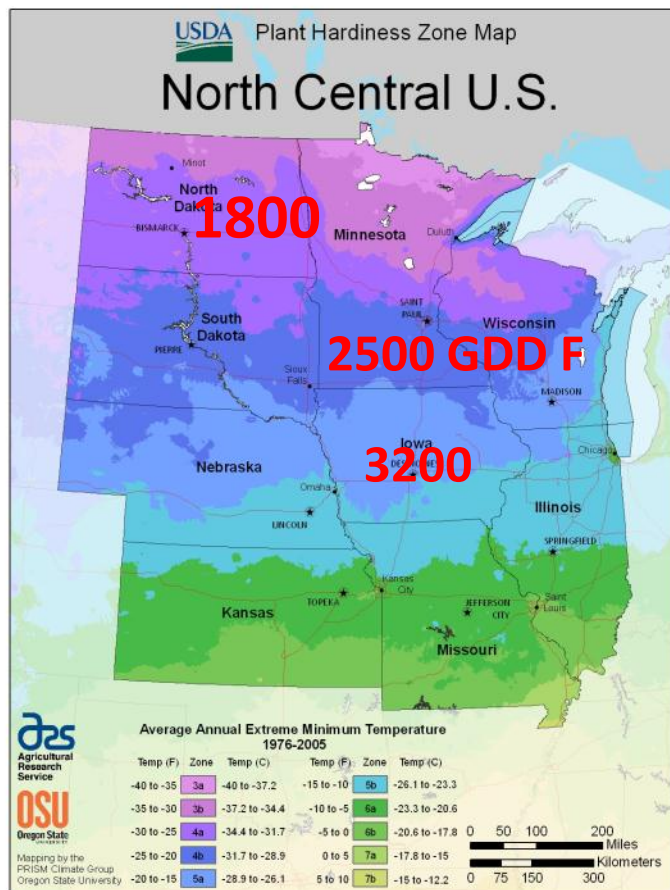 USDA Plant Hardiness Zone Map
North Central U.S.
Minot
North
Dakota
1800
BISMARCK
Minnesota
Duluth
SAINT
PAUL
Wisconsin
South
Dakota
PIERRE
2500 GDD F
Sioux
Falls
MADISON
Iowa
3200
Nebraska
Chicago
Omaha
LINCOLN
Illinois
SPRINGFIELD
Kansas
City
Kansas
TOPEKA
JEFFERSON
CITY
Saint
Louis
Missouri
ars
Agricultural
Research
Service
OSU
Oregon State
University
Mapping by the
PRISM Climate Group
Oregon State University
Average Annual Extreme Minimum Temperature
1976-2005
Temp (F) Zone Temp (C) Temp (F) Zone Temp (C)
-40 to -35 3a -40 to -37.2 -15 to -10 5b -26.1 to -23.3
-35 to -30 3b -37.2 to -34.4 -10 to -5 6a -23.3 to -20.6
-30 to -25 4a -34.4 to -31.7 -5 to 0 6b -20.6 to -17.8
-25 to -20 4b -31.7 to -28.9 0 to 5 7a -17.8 to -15
-20 to -15 5a -28.9 to -26.1 5 to 10 7b -15 to -12.2
0 50 100 200
Miles
Kilometers
0 75 150 300